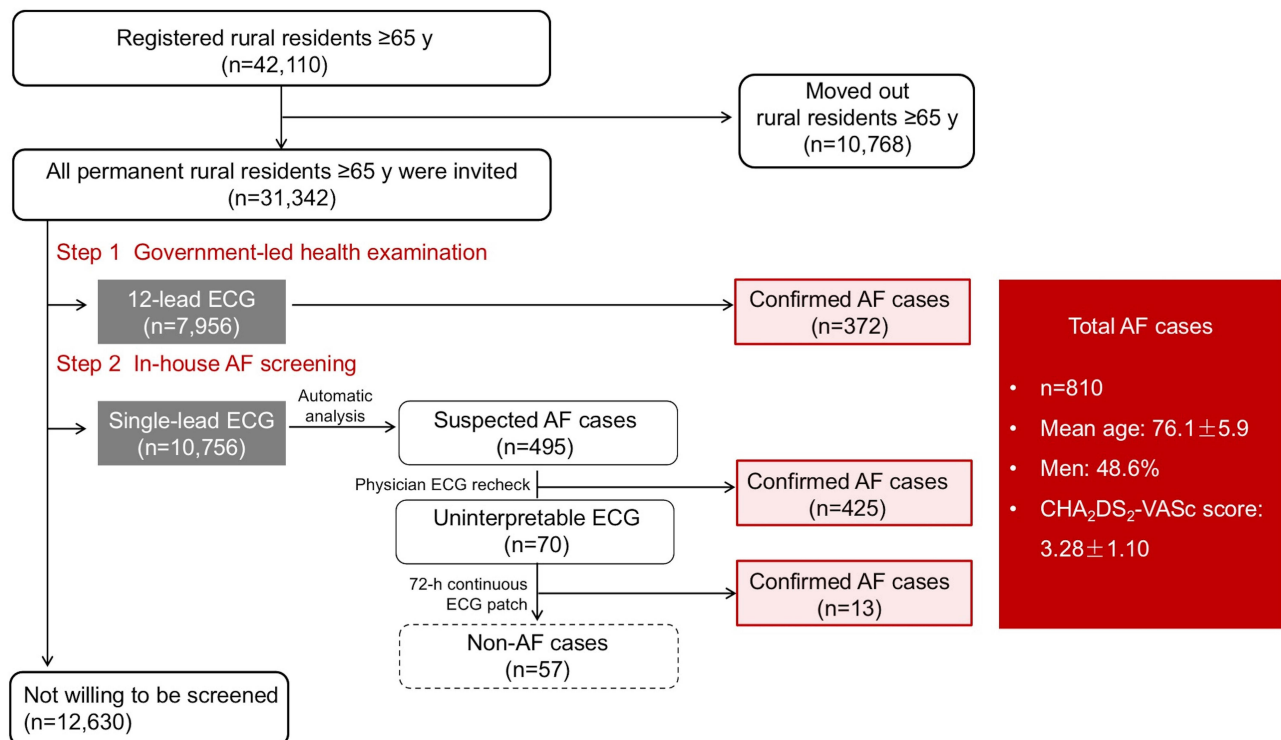 Registered rural residents ≥65 y
(n=42,110)
Moved out
rural residents ≥65 y
(n=10,768)
All permanent rural residents ≥65 y were invited
(n=31,342)
Step 1 Government-led health examination
12-lead ECG
(n=7,956)
Confirmed AF cases
(n=372)
Step 2 In-house AF screening
Single-lead ECG
(n=10,756)
Automatic
analysis
Suspected AF cases
(n=495)
Physician ECG recheck
Confirmed AF cases
(n=425)
Uninterpretable ECG
(n=70)
72-h continuous
ECG patch
Confirmed AF cases
(n=13)
Non-AF cases
(n=57)
Not willing to be screened
(n=12,630)
Total AF cases
• n=810
• Mean age: 76.1±5.9
• Men: 48.6%
• CHA₂DS₂-VASc score:
3.28±1.10